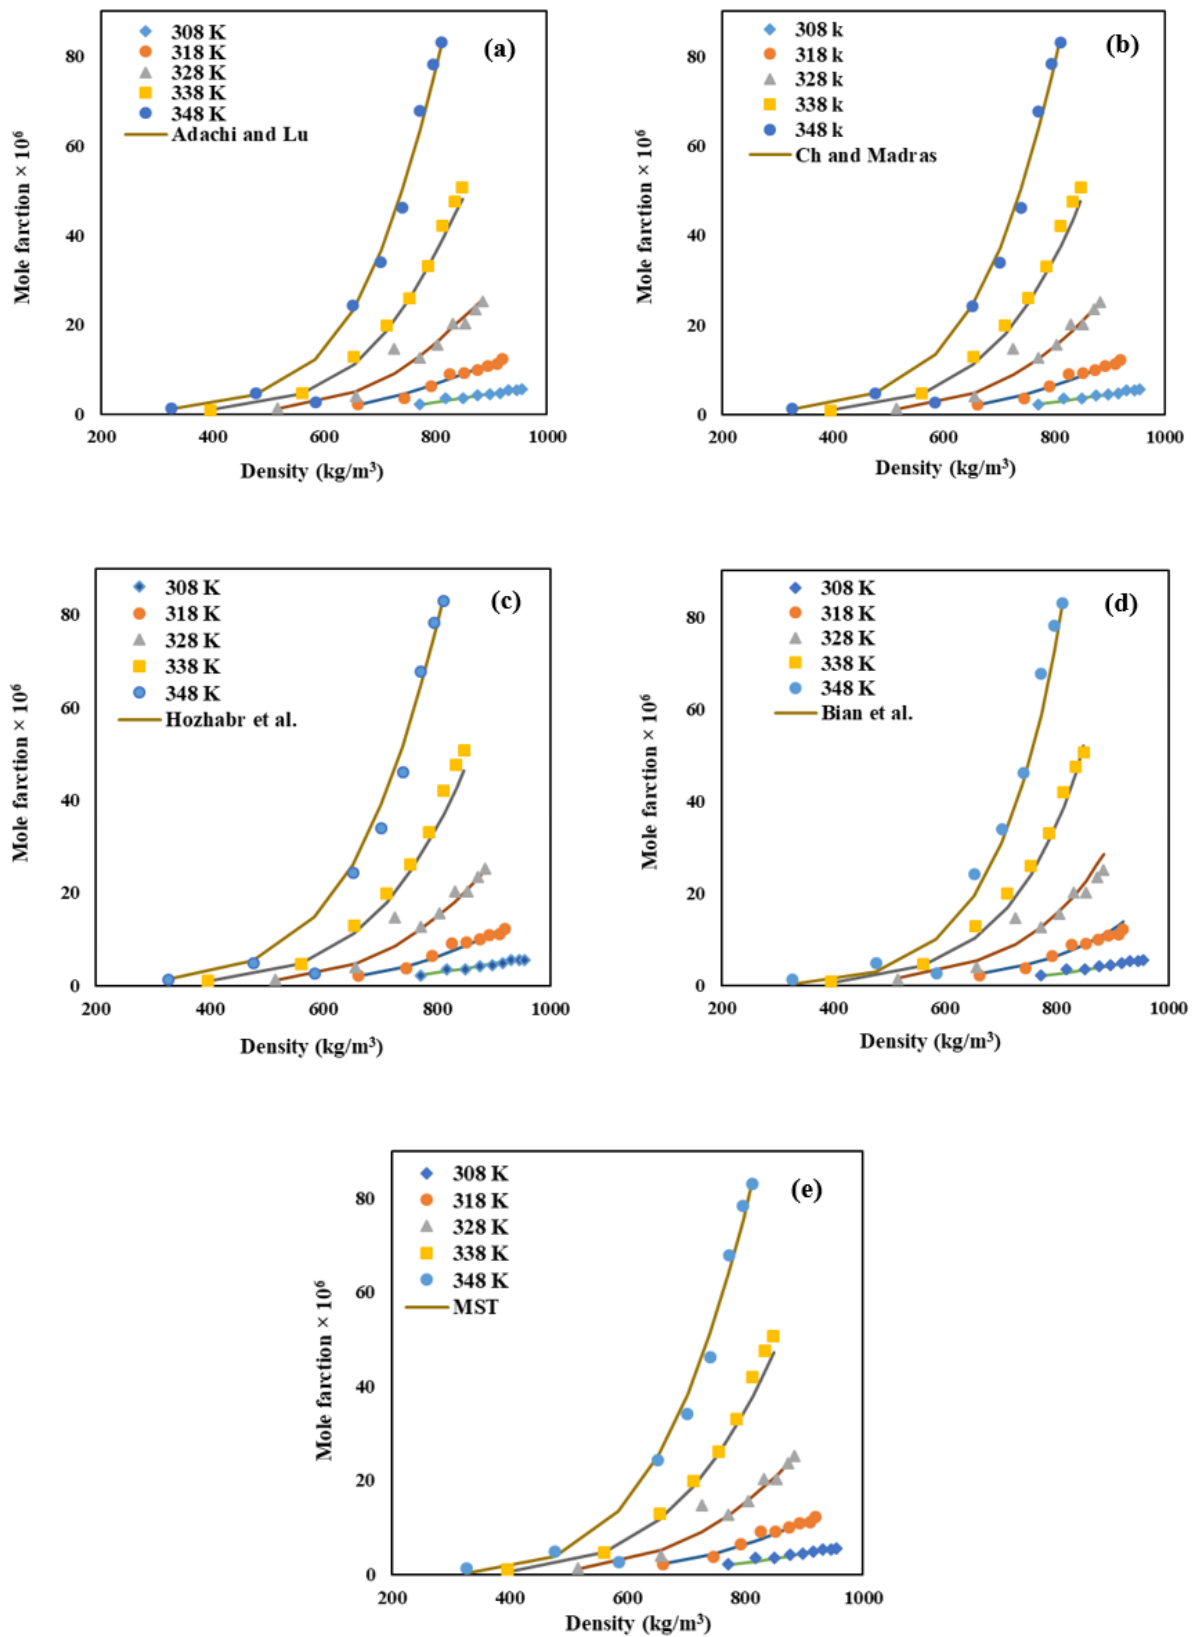 (a)
308 K
318 K
328 K
338 K
348 K
Adachi and Lu
Mole farction × 10⁶
80
60
40
20
0
200 400 600 800 1000
Density (kg/m³)
(b)
308 k
318 k
328 k
338 k
348 k
Ch and Madras
Mole farction × 10⁶
80
60
40
20
0
200 400 600 800 1000
Density (kg/m³)
(c)
308 K
318 K
328 K
338 K
348 K
Hozhabr et al.
Mole farction × 10⁶
80
60
40
20
0
200 400 600 800 1000
Density (kg/m³)
(d)
308 K
318 K
328 K
338 K
348 K
Bian et al.
Mole farction × 10⁶
80
60
40
20
0
200 400 600 800 1000
Density (kg/m³)
(e)
308 K
318 K
328 K
338 K
348 K
MST
Mole farction × 10⁶
80
60
40
20
0
200 400 600 800 1000
Density (kg/m³)